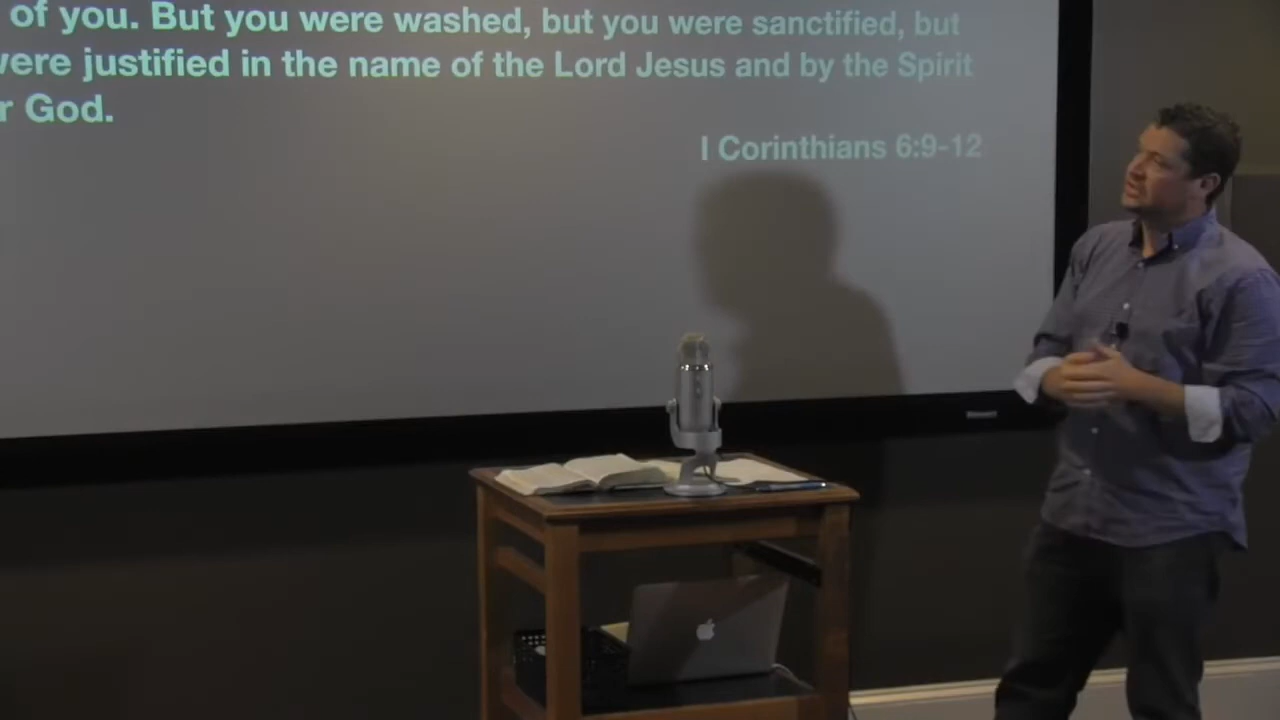 of you. But you were washed, but you were sanctified, but
were justified in the name of the Lord Jesus and by the Spirit
r God.
I Corinthians 6:9-12